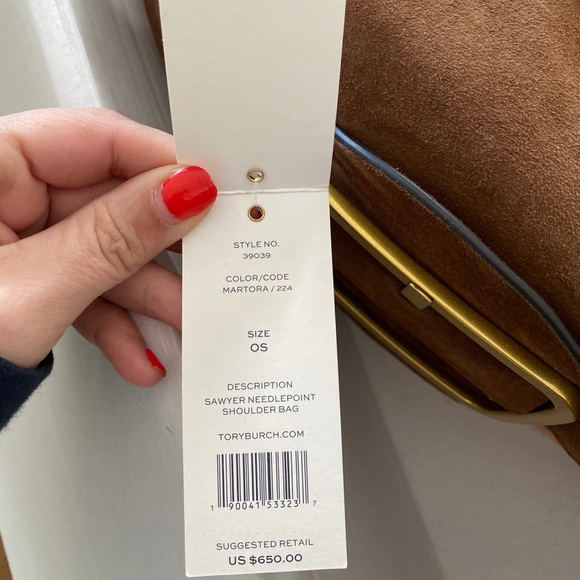 STYLE NO.
39039
COLOR/CODE
MARTORA / 224
SIZE
OS
DESCRIPTION
SAWYER NEEDLEPOINT
SHOULDER BAG
TORYBURCH.COM
1 90041 53323 7
SUGGESTED RETAIL
US $650.00